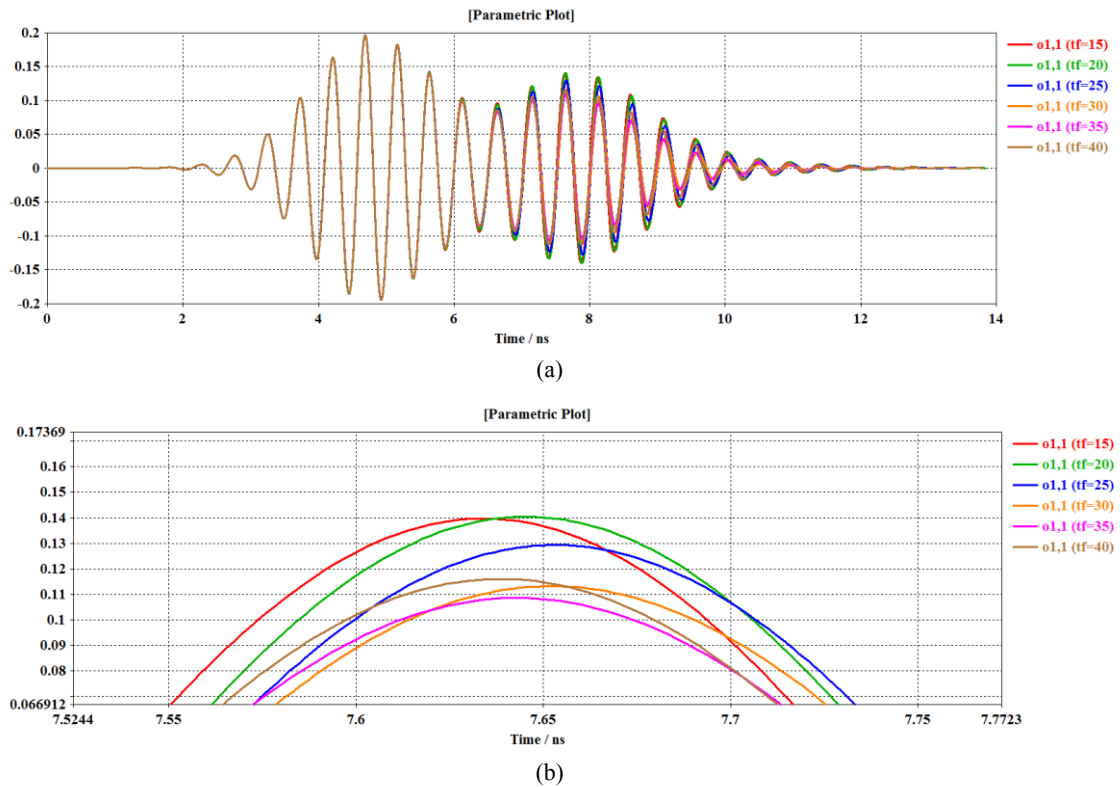 [Parametric Plot]
0.2
0.15
0.1
0.05
0
-0.05
-0.1
-0.15
-0.2
0 2 4 6 8 10 12 14
Time / ns
o1,1 (tf=15)
o1,1 (tf=20)
o1,1 (tf=25)
o1,1 (tf=30)
o1,1 (tf=35)
o1,1 (tf=40)
(a)
[Parametric Plot]
0.17369
0.16
0.15
0.14
0.13
0.12
0.11
0.1
0.09
0.08
0.066912
7.5244 7.55 7.6 7.65 7.7 7.75 7.7723
Time / ns
o1,1 (tf=15)
o1,1 (tf=20)
o1,1 (tf=25)
o1,1 (tf=30)
o1,1 (tf=35)
o1,1 (tf=40)
(b)